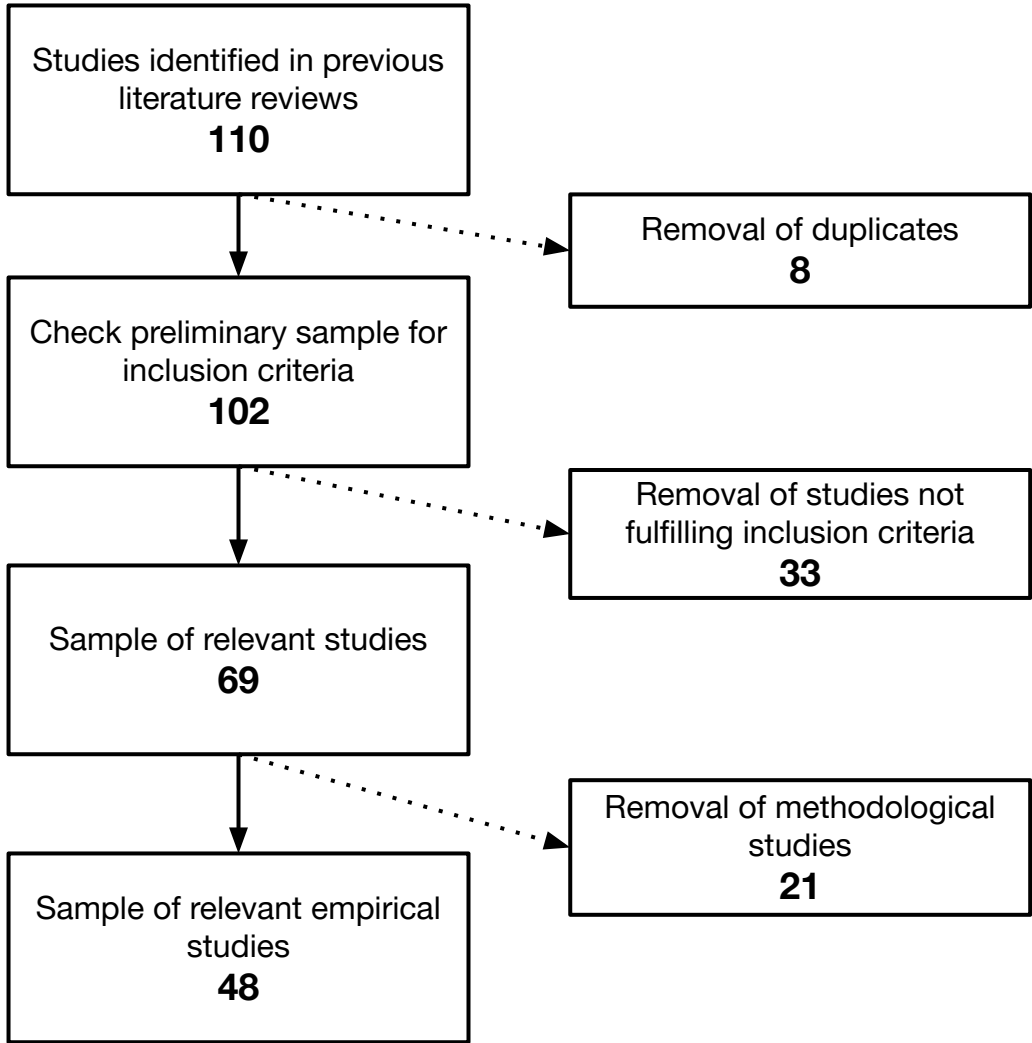 Studies identified in previous
literature reviews
110
Removal of duplicates
8
Check preliminary sample for
inclusion criteria
102
Removal of studies not
fulfilling inclusion criteria
33
Sample of relevant studies
69
Removal of methodological
studies
21
Sample of relevant empirical
studies
48